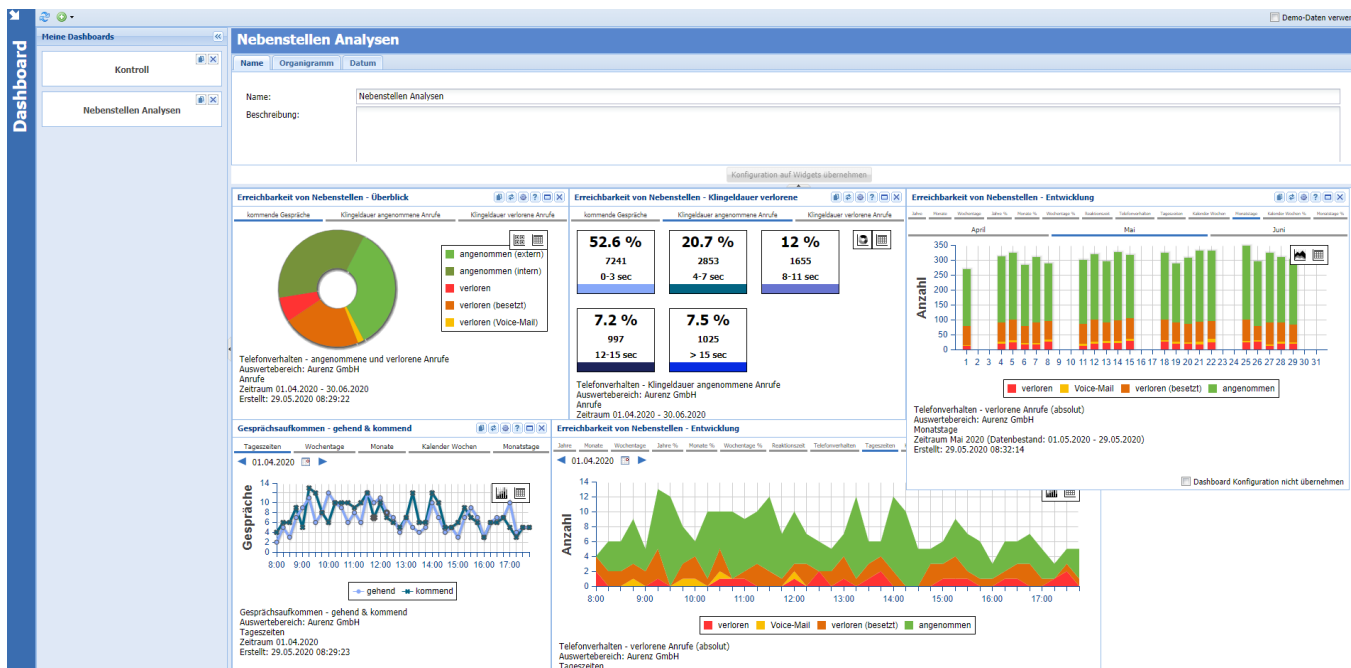 Dashboard
Demo-Daten verwer
Meine Dashboards
Kontroll
Nebenstellen Analysen
Nebenstellen Analysen
Name Organigramm Datum
Name: Nebenstellen Analysen
Beschreibung:
Konfiguration auf Widgets übernehmen
Erreichbarkeit von Nebenstellen - Überblick
kommende Gespräche Klingeldauer angenommene Anrufe Klingeldauer verlorene Anrufe
angenommen (extern)
angenommen (intern)
verloren
verloren (besetzt)
verloren (Voice-Mail)
Telefonverhalten - angenommene und verlorene Anrufe
Auswertebereich: Aurenz GmbH
Anrufe
Zeitraum 01.04.2020 - 30.06.2020
Erstellt: 29.05.2020 08:29:22
Erreichbarkeit von Nebenstellen - Klingeldauer verlorene
kommende Gespräche Klingeldauer angenommene Anrufe Klingeldauer verlorene Anrufe
52.6 % 20.7 % 12 %
7241 2853 1655
0-3 sec 4-7 sec 8-11 sec
7.2 % 7.5 %
997 1025
12-15 sec > 15 sec
Telefonverhalten - Klingeldauer angenommene Anrufe
Auswertebereich: Aurenz GmbH
Anrufe
Zeitraum 01.04.2020 - 30.06.2020
Erreichbarkeit von Nebenstellen - Entwicklung
Jahre Monate Wochentage Jahre % Monate % Wochentage % Reaktionszeit Telefonverhalten Tageszeiten Kalender Wochen Monatstage Kalender Wochen % Monatstage %
April Mai Juni
Anzahl
350
300
250
200
150
100
50
0
1 2 3 4 5 6 7 8 9 10 11 12 13 14 15 16 17 18 19 20 21 22 23 24 25 26 27 28 29 30 31
verloren Voice-Mail verloren (besetzt) angenommen
Telefonverhalten - verlorene Anrufe (absolut)
Auswertebereich: Aurenz GmbH
Monatstage
Zeitraum Mai 2020 (Datenbestand: 01.05.2020 - 29.05.2020)
Erstellt: 29.05.2020 08:32:14
Dashboard Konfiguration nicht übernehmen
Gesprächsaufkommen - gehend & kommend
Tageszeiten Wochentage Monate Kalender Wochen Monatstage
01.04.2020
Gespräche
14
12
10
8
6
4
2
0
8:00 9:00 10:00 11:00 12:00 13:00 14:00 15:00 16:00 17:00
gehend kommend
Gesprächsaufkommen - gehend & kommend
Auswertebereich: Aurenz GmbH
Tageszeiten
Zeitraum 01.04.2020
Erstellt: 29.05.2020 08:29:23
Erreichbarkeit von Nebenstellen - Entwicklung
Jahre Monate Wochentage Jahre % Monate % Wochentage % Reaktionszeit Telefonverhalten Tageszeiten
01.04.2020
Anzahl
14
12
10
8
6
4
2
0
8:00 9:00 10:00 11:00 12:00 13:00 14:00 15:00 16:00 17:00
verloren Voice-Mail verloren (besetzt) angenommen
Telefonverhalten - verlorene Anrufe (absolut)
Auswertebereich: Aurenz GmbH
Tageszeiten